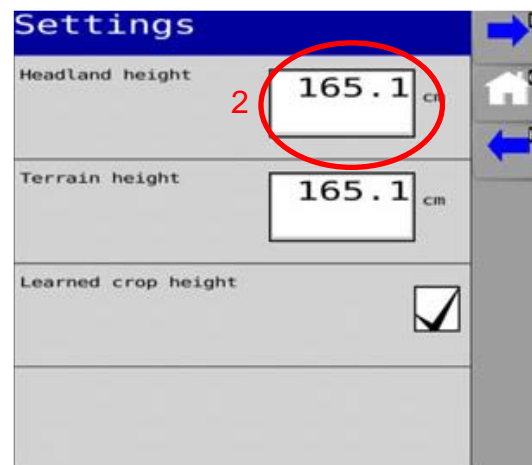 Settings
Headland height
2
165.1 cm
Terrain height
165.1 cm
Learned crop height